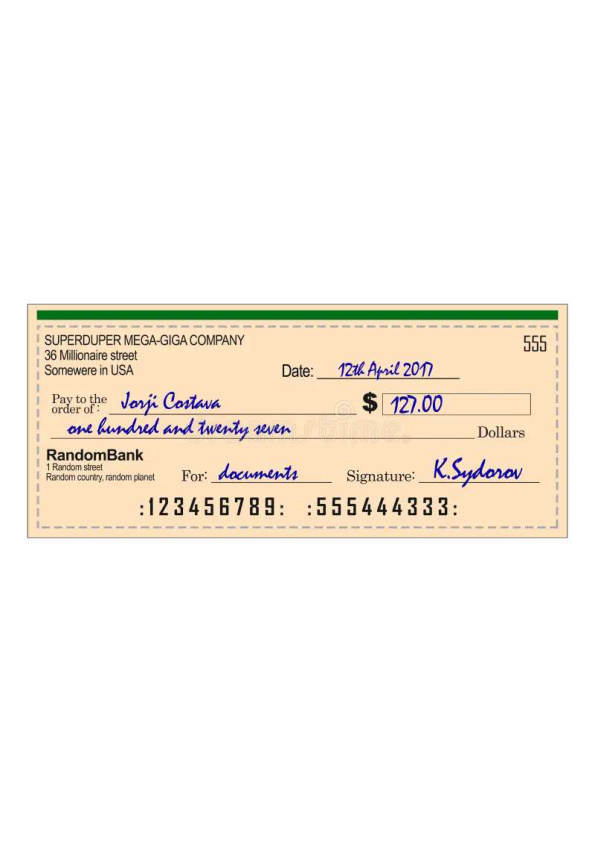 SUPERDUPER MEGA-GIGA COMPANY
36 Millionaire street
Somewere in USA
555
Date: 12th April 2017
Pay to the order of: Jorji Costava $ 127.00
one hundred and twenty seven Dollars
RandomBank
1 Random street
Random country, random planet
For: documents Signature: K.Sydorov
:123456789: :555444333: